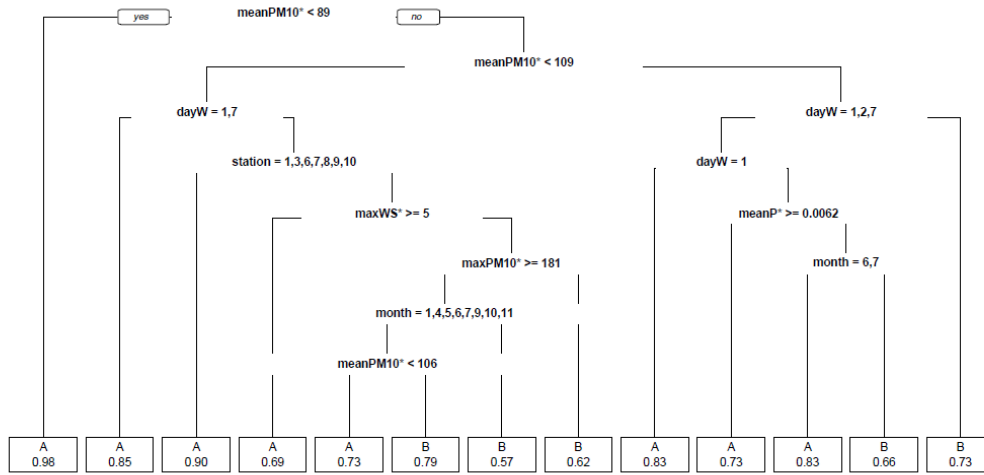 meanPM10* < 89
yes
no
meanPM10* < 109
dayW = 1,7
dayW = 1,2,7
station = 1,3,6,7,8,9,10
dayW = 1
maxWS* >= 5
meanP* >= 0.0062
maxPM10* >= 181
month = 6,7
month = 1,4,5,6,7,9,10,11
meanPM10* < 106
A A A A A B B B A A A B B
0.98 0.85 0.90 0.69 0.73 0.79 0.57 0.62 0.83 0.73 0.83 0.66 0.73